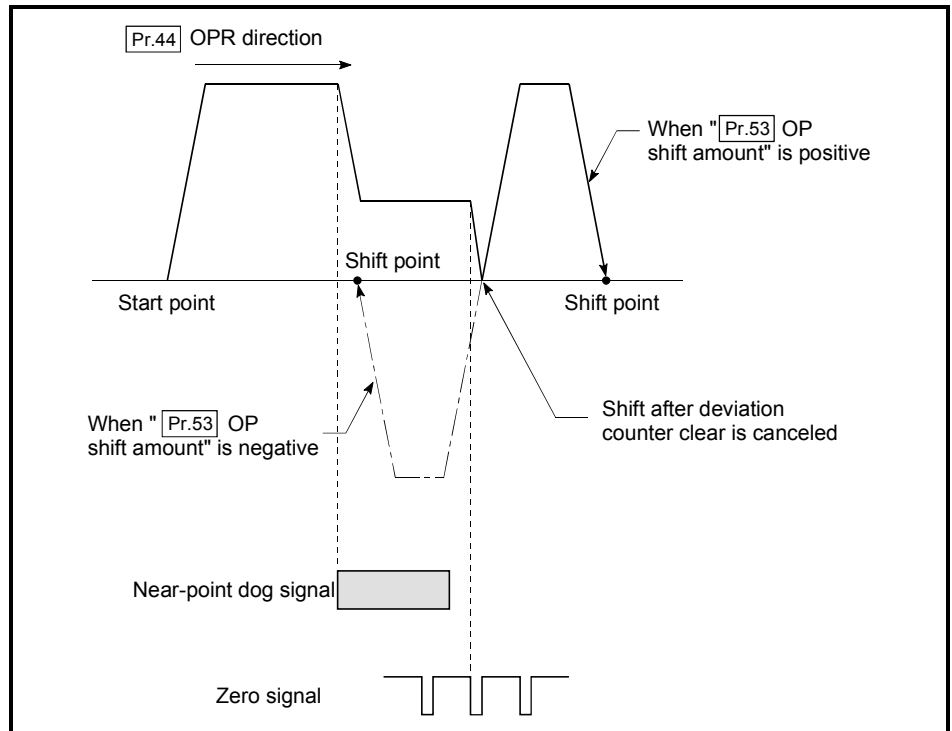 Pr.44 OPR direction
When " Pr.53 OP
shift amount" is positive
Shift point
Start point
Shift point
When " Pr.53 OP
shift amount" is negative
Shift after deviation
counter clear is canceled
Near-point dog signal
Zero signal